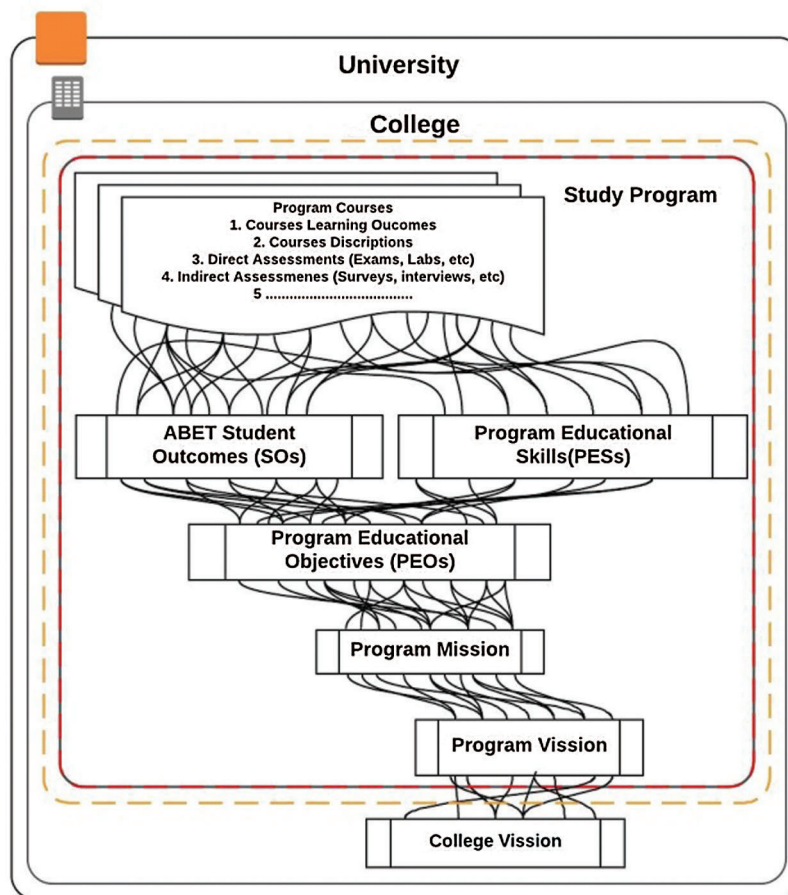 University
College
Study Program
Program Courses
1. Courses Learning Oucomes
2. Courses Discriptions
3. Direct Assessments (Exams, Labs, etc)
4. Indirect Assessmenes (Surveys, interviews, etc)
5 .....................................
ABET Student
Outcomes (SOs)
Program Educational
Skills(PESs)
Program Educational
Objectives (PEOs)
Program Mission
Program Vission
College Vission